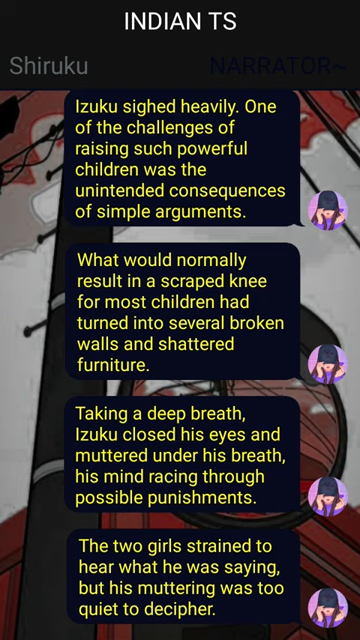 INDIAN TS
Shiruku
NARRATOR~
Izuku sighed heavily. One
of the challenges of
raising such powerful
children was the
unintended consequences
of simple arguments.
What would normally
result in a scraped knee
for most children had
turned into several broken
walls and shattered
furniture.
Taking a deep breath,
Izuku closed his eyes and
muttered under his breath,
his mind racing through
possible punishments.
The two girls strained to
hear what he was saying,
but his muttering was too
quiet to decipher.